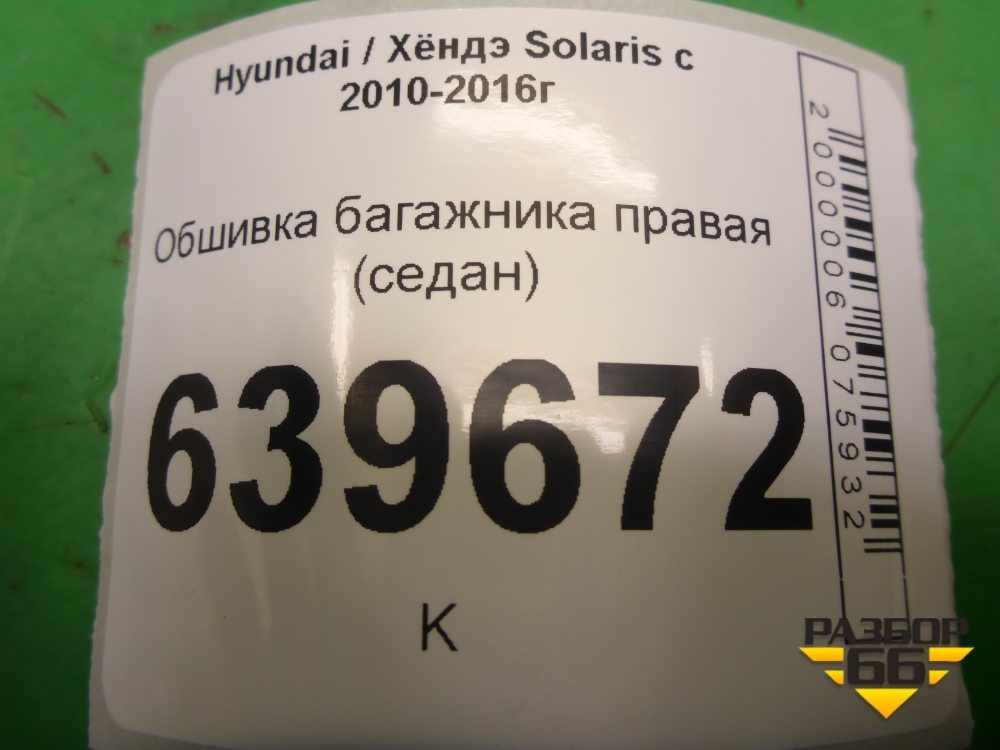 Hyundai / Хёндэ Solaris с
2010-2016г
Обшивка багажника правая
(седан)
639672
К
2000006075932
РАЗБОР
66